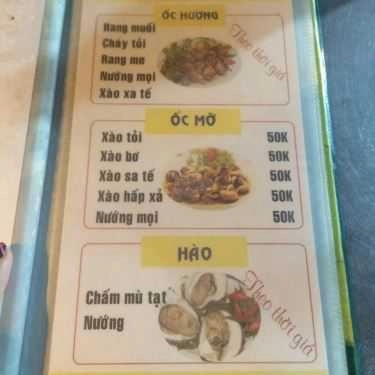 ỐC HƯƠNG
Rang muối
Cháy tỏi
Rang me
Nướng mọi
Xào xa tế
Theo thời giá
ỐC MỠ
Xào tỏi 50K
Xào bơ 50K
Xào sa tế 50K
Xào hấp xả 50K
Nướng mọi 50K
HÀO
Chấm mù tạt
Nướng
Theo thời giá